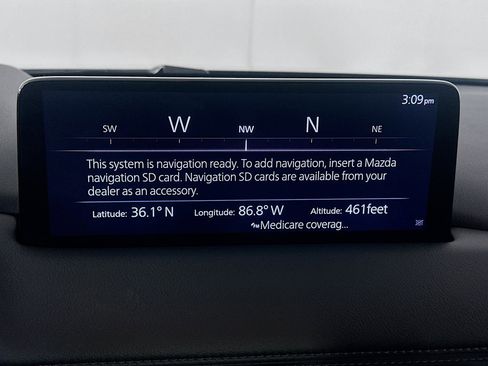 3:09pm
SW W NW N NE
This system is navigation ready. To add navigation, insert a Mazda
navigation SD card. Navigation SD cards are available from your
dealer as an accessory.
Latitude: 36.1° N Longitude: 86.8° W Altitude: 461feet
Medicare coverag...